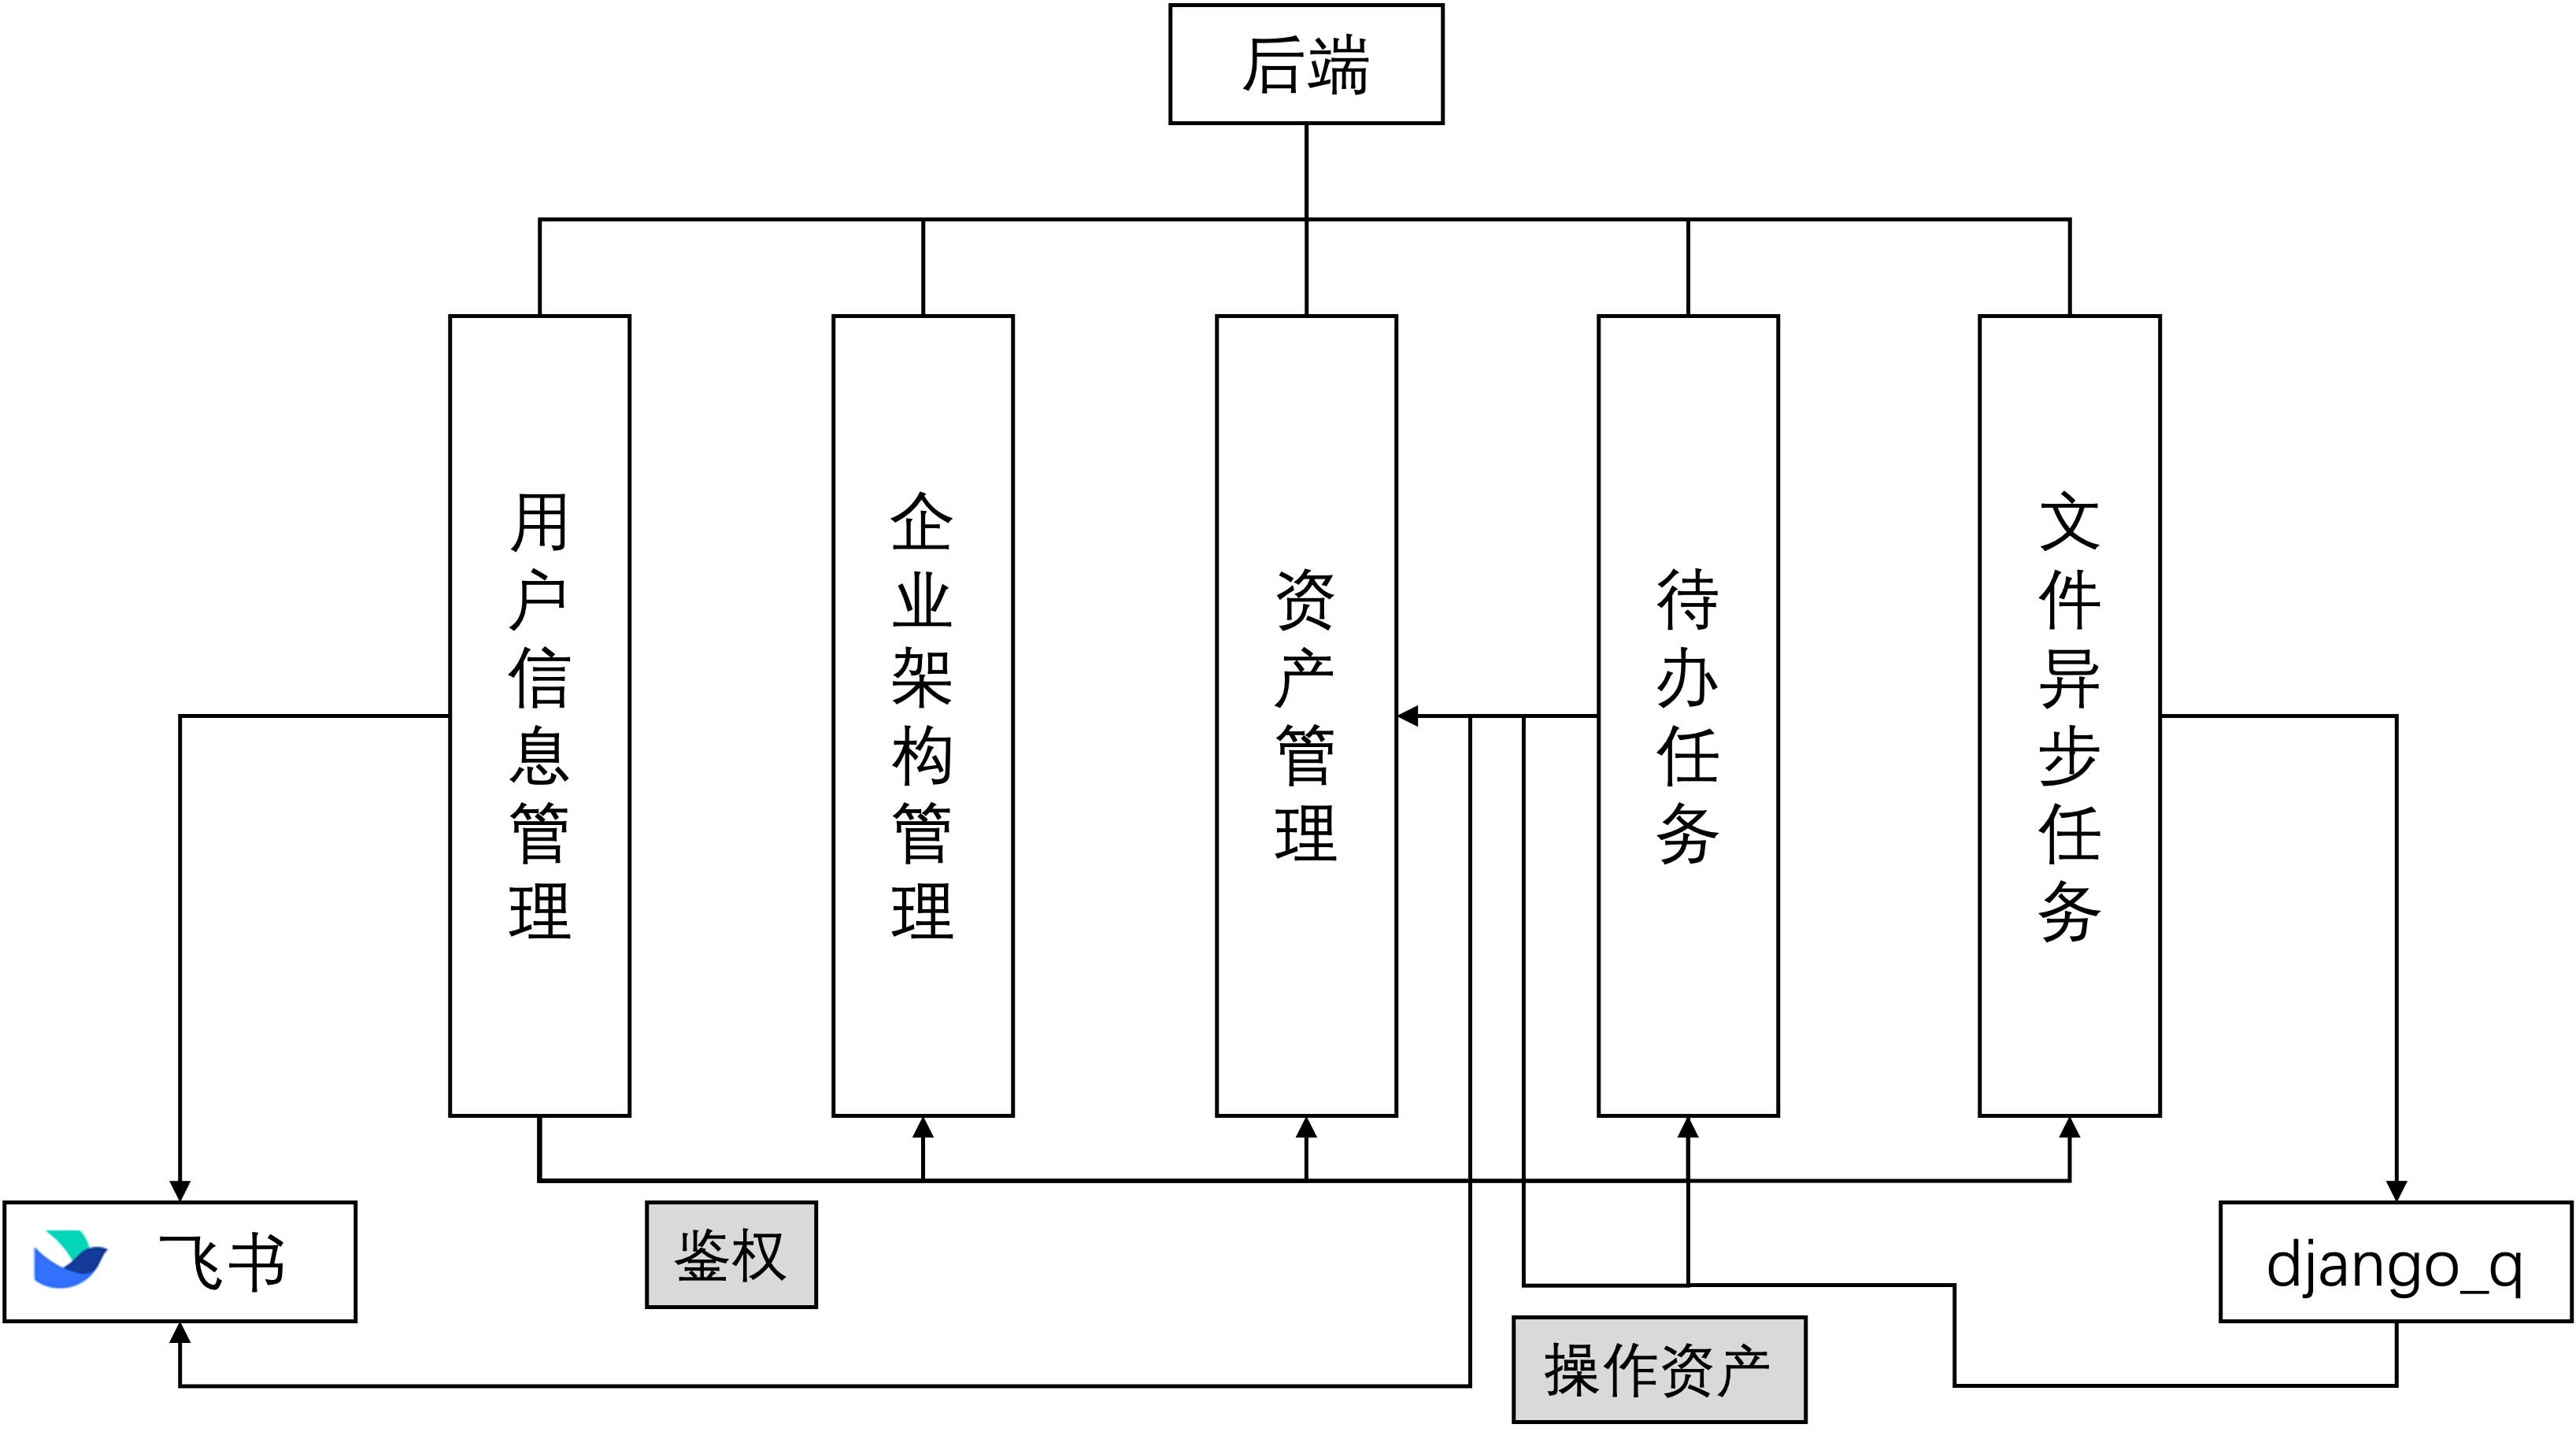 后端
用户信息管理
企业架构管理
资产管理
待办任务
文件异步任务
飞书
鉴权
操作资产
django_q